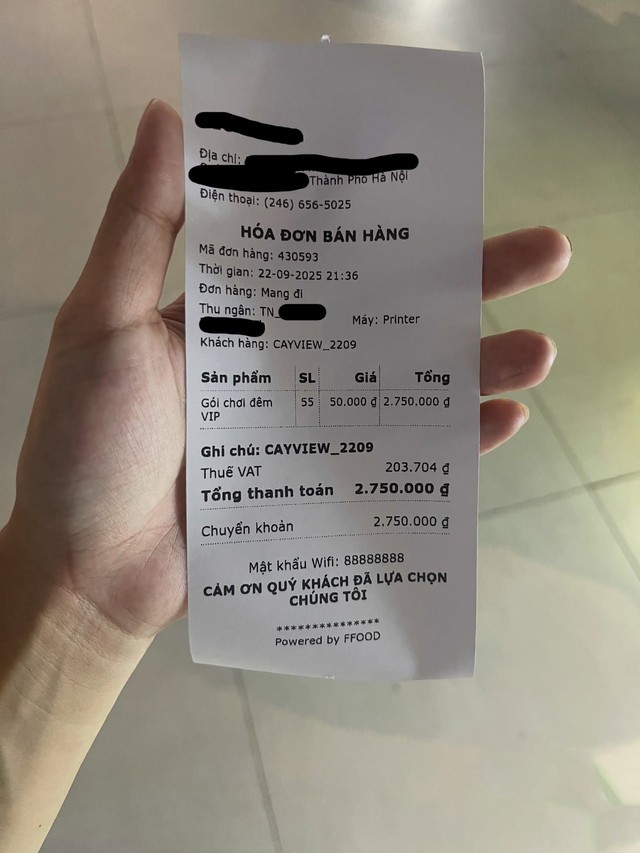 Địa chỉ:
Thành Phố Hà Nội
Điện thoại: (246) 656-5025
HÓA ĐƠN BÁN HÀNG
Mã đơn hàng: 430593
Thời gian: 22-09-2025 21:36
Đơn hàng: Mang đi
Thu ngân: TN_
Máy: Printer
Khách hàng: CAYVIEW_2209
Sản phẩm SL Giá Tổng
Gói chơi đêm 55 50.000 ₫ 2.750.000 ₫
VIP
Ghi chú: CAYVIEW_2209
Thuế VAT 203.704 ₫
Tổng thanh toán 2.750.000 ₫
Chuyển khoản 2.750.000 ₫
Mật khẩu Wifi: 88888888
CẢM ƠN QUÝ KHÁCH ĐÃ LỰA CHỌN
CHÚNG TÔI
***************
Powered by FFOOD